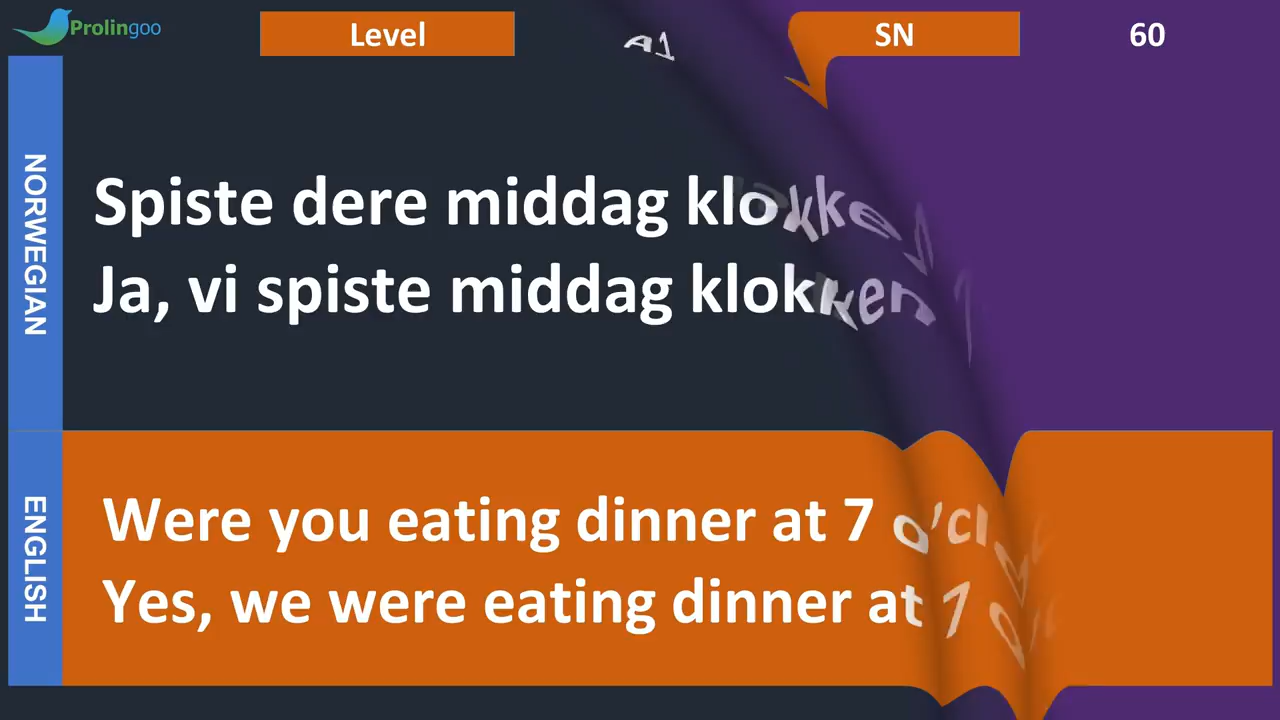 Prolingoo
Level
A1
SN
60
NORWEGIAN
Spiste dere middag klokken
Ja, vi spiste middag klokken
ENGLISH
Were you eating dinner at 7
Yes, we were eating dinner at 7